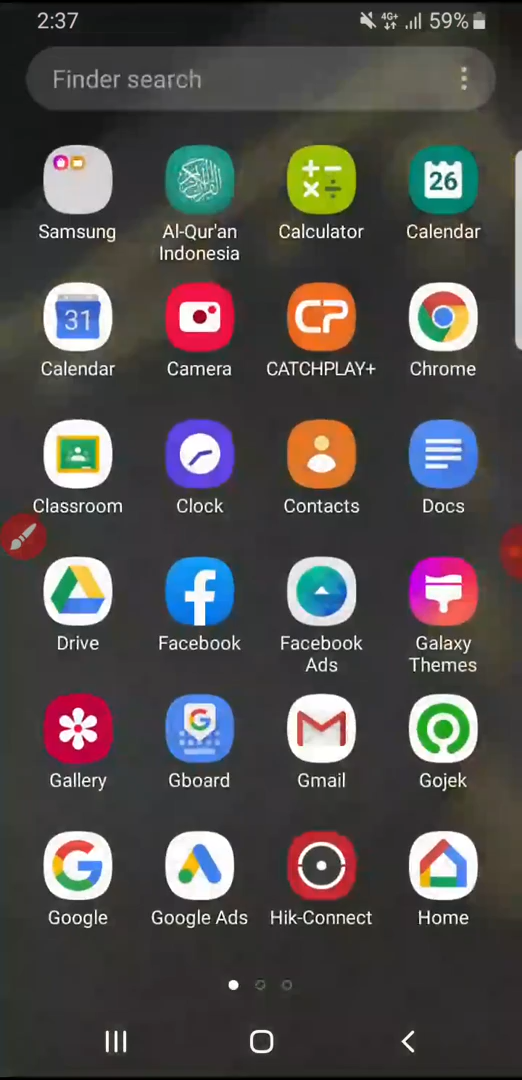 2:37 4G+ 59%
Finder search
26
Samsung Al-Qur'an Calculator Calendar
Indonesia
31 CP
Calendar Camera CATCHPLAY+ Chrome
Classroom Clock Contacts Docs
Drive Facebook Facebook Galaxy
Ads Themes
Gallery Gboard Gmail Gojek
Google Google Ads Hik-Connect Home